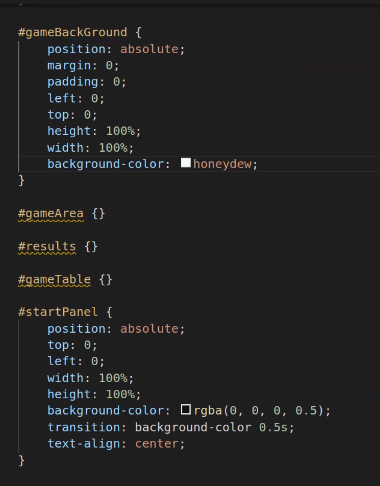 #gameBackGround {
position: absolute;
margin: 0;
padding: 0;
left: 0;
top: 0;
height: 100%;
width: 100%;
background-color: honeydew;
}
#gameArea {}
#results {}
#gameTable {}
#startPanel {
position: absolute;
top: 0;
left: 0;
width: 100%;
height: 100%;
background-color: rgba(0, 0, 0, 0.5);
transition: background-color 0.5s;
text-align: center;
}